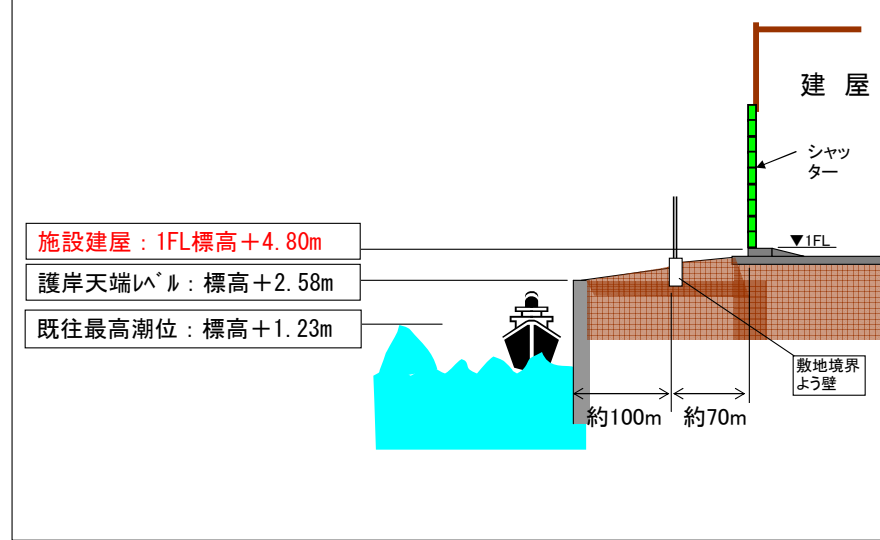 建 屋
シャッ
ター
▼1FL
施設建屋：1FL標高＋4.80m
護岸天端ﾚﾍﾞﾙ：標高＋2.58m
既往最高潮位：標高＋1.23m
敷地境界
よう壁
約100m 約70m